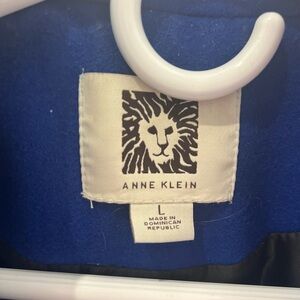 ANNE KLEIN
L
MADE IN
DOMINICAN
REPUBLIC